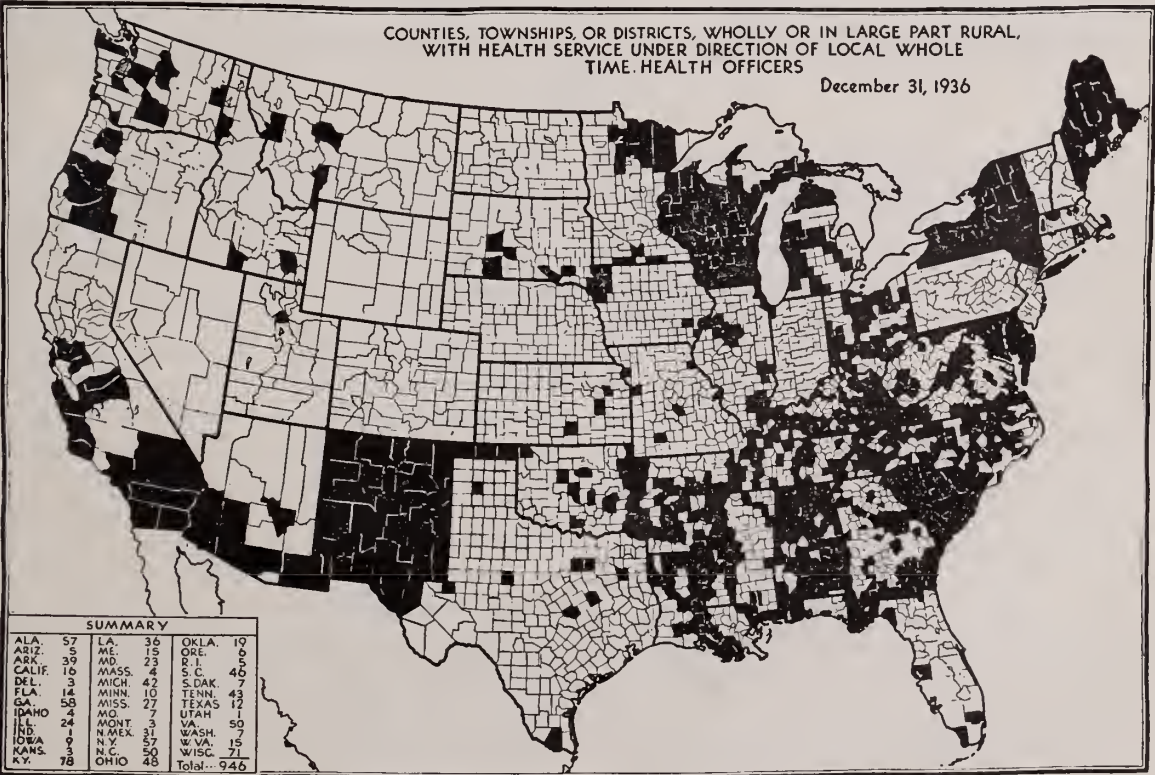 COUNTIES, TOWNSHIPS, OR DISTRICTS, WHOLLY OR IN LARGE PART RURAL,
WITH HEALTH SERVICE UNDER DIRECTION OF LOCAL WHOLE
TIME. HEALTH OFFICERS
December 31, 1936
SUMMARY
ALA. 57 LA. 36 OKLA. 19
ARIZ. 5 ME. 15 ORE. 6
ARK. 39 MD. 23 R.I. 5
CALIF. 16 MASS. 4 S.C. 46
DEL. 3 MICH. 42 S.DAK. 7
FLA. 14 MINN. 10 TENN. 43
GA. 58 MISS. 27 TEXAS 12
IDAHO 4 MO. 7 UTAH 1
ILL. 24 MONT. 3 VA. 50
IND. 1 N.MEX. 31 WASH. 7
IOWA 9 N.Y. 57 W.VA. 15
KANS. 3 N.C. 50 WISC. 71
KY. 78 OHIO 48 Total...946